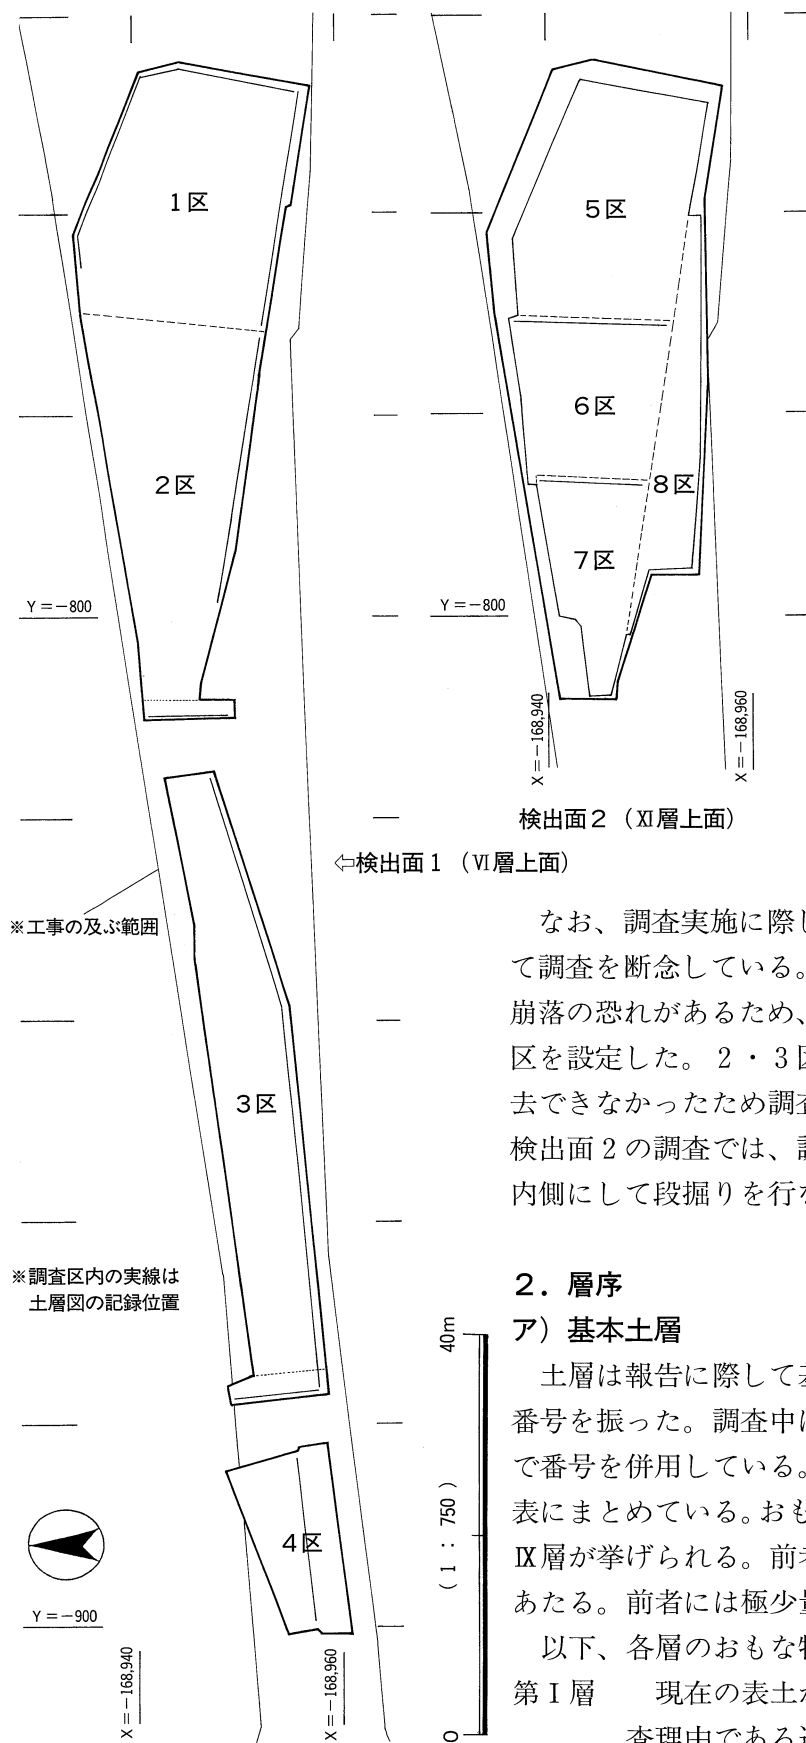 1区
2区
Y＝−800
3区
4区
Y＝−900
X＝−168,940
X＝−168,960
※工事の及ぶ範囲
※調査区内の実線は
土層図の記録位置
5区
6区
7区
8区
Y＝−800
X＝−168,940
X＝−168,960
検出面２（Ⅺ層上面）
⇦検出面１（Ⅵ層上面）
0
（1：750）
40m
なお、調査実施に際し
て調査を断念している。
崩落の恐れがあるため、
区を設定した。２・３区
去できなかったため調査
検出面２の調査では、
内側にして段掘りを行な
２．層序
ア）基本土層
土層は報告に際して基
番号を振った。調査中に
で番号を併用している。
表にまとめている。おも
Ⅸ層が挙げられる。前者
あたる。前者には極少量
以下、各層のおもな特
第Ⅰ層　現在の表土
査理由である